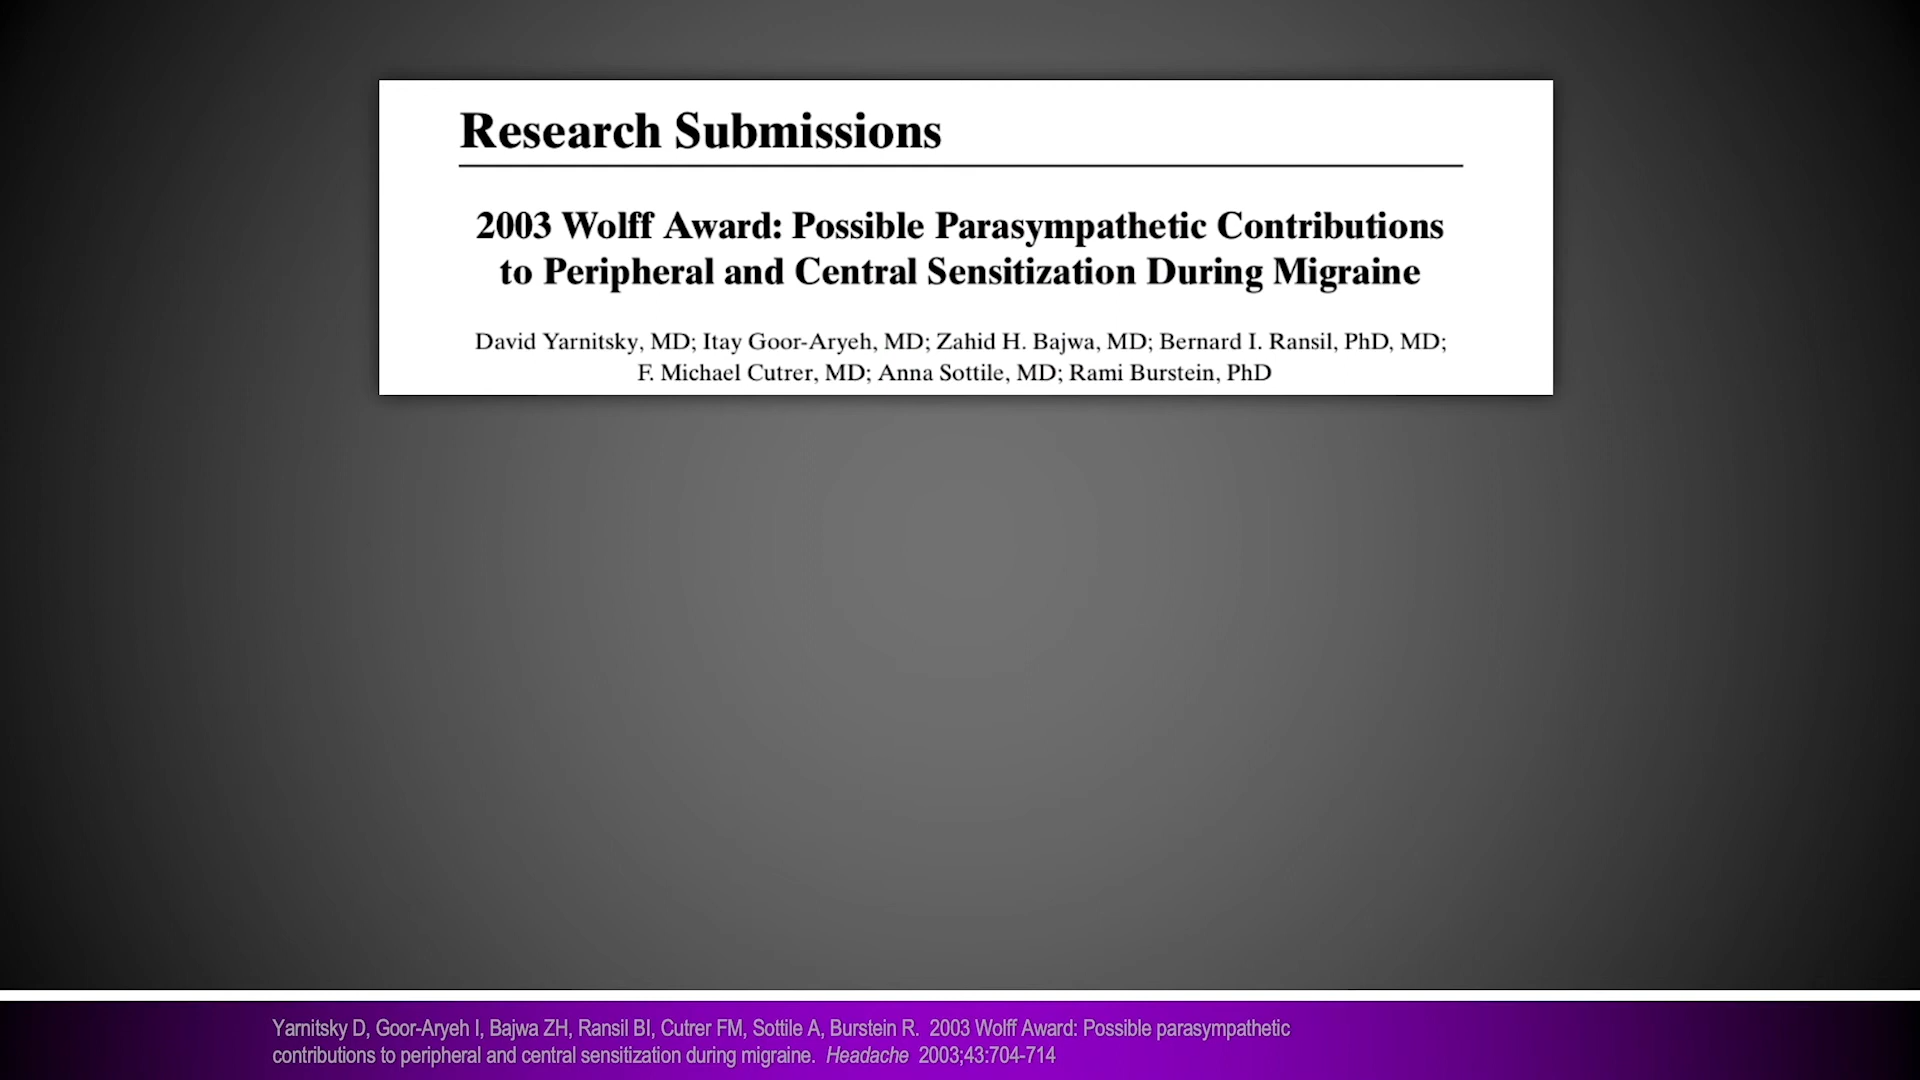 Research Submissions
2003 Wolff Award: Possible Parasympathetic Contributions
to Peripheral and Central Sensitization During Migraine
David Yarnitsky, MD; Itay Goor-Aryeh, MD; Zahid H. Bajwa, MD; Bernard I. Ransil, PhD, MD;
F. Michael Cutrer, MD; Anna Sottile, MD; Rami Burstein, PhD
Yarnitsky D, Goor-Aryeh I, Bajwa ZH, Ransil BI, Cutrer FM, Sottile A, Burstein R. 2003 Wolff Award: Possible parasympathetic
contributions to peripheral and central sensitization during migraine. Headache 2003;43:704-714